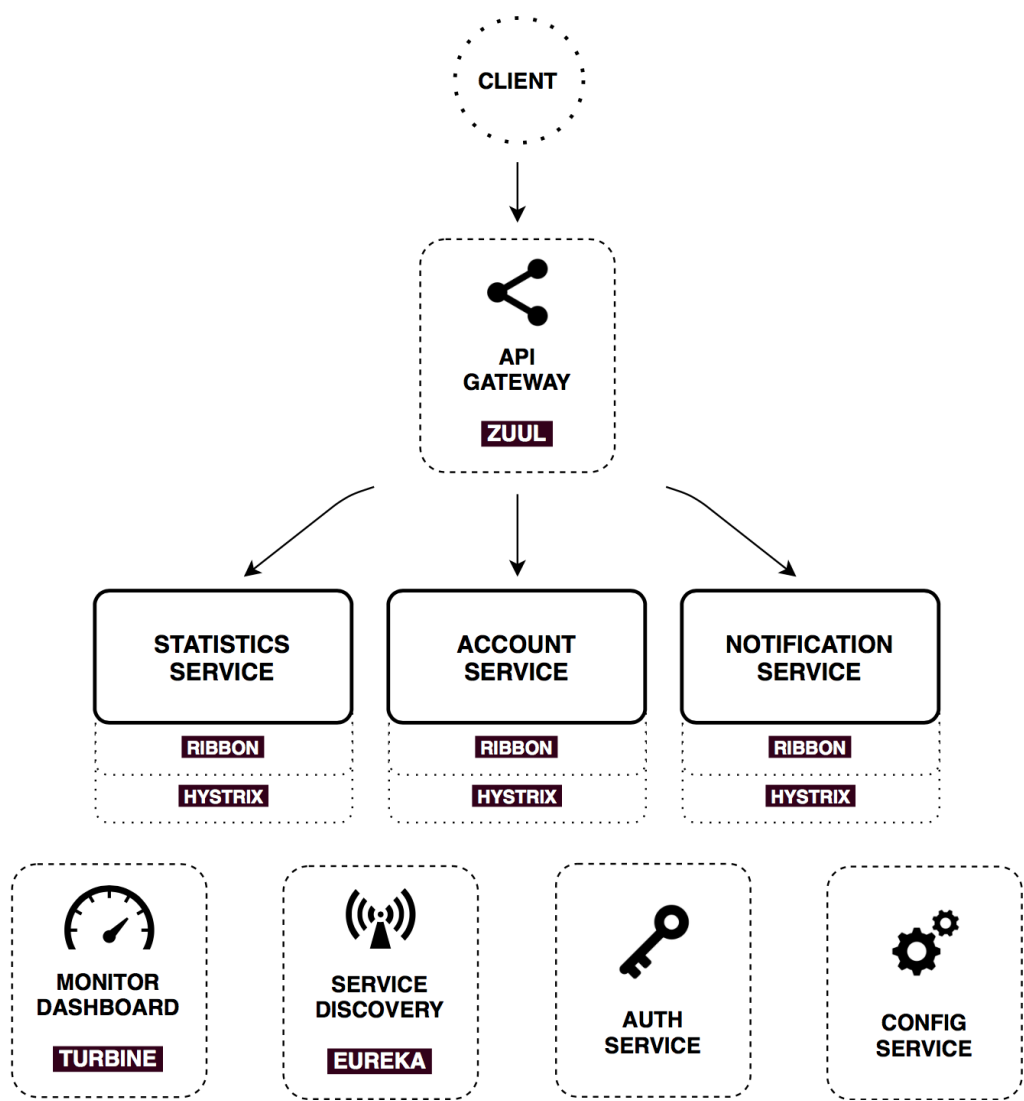 CLIENT
API
GATEWAY
ZUUL
STATISTICS
SERVICE
ACCOUNT
SERVICE
NOTIFICATION
SERVICE
RIBBON
RIBBON
RIBBON
HYSTRIX
HYSTRIX
HYSTRIX
MONITOR
DASHBOARD
TURBINE
SERVICE
DISCOVERY
EUREKA
AUTH
SERVICE
CONFIG
SERVICE